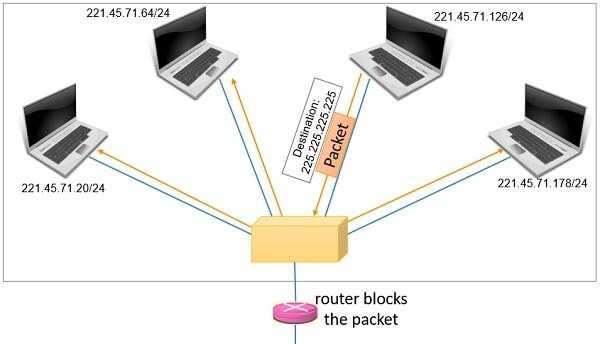 221.45.71.64/24
221.45.71.126/24
Destination:
225.225.225.225
Packet
221.45.71.20/24
221.45.71.178/24
router blocks
the packet